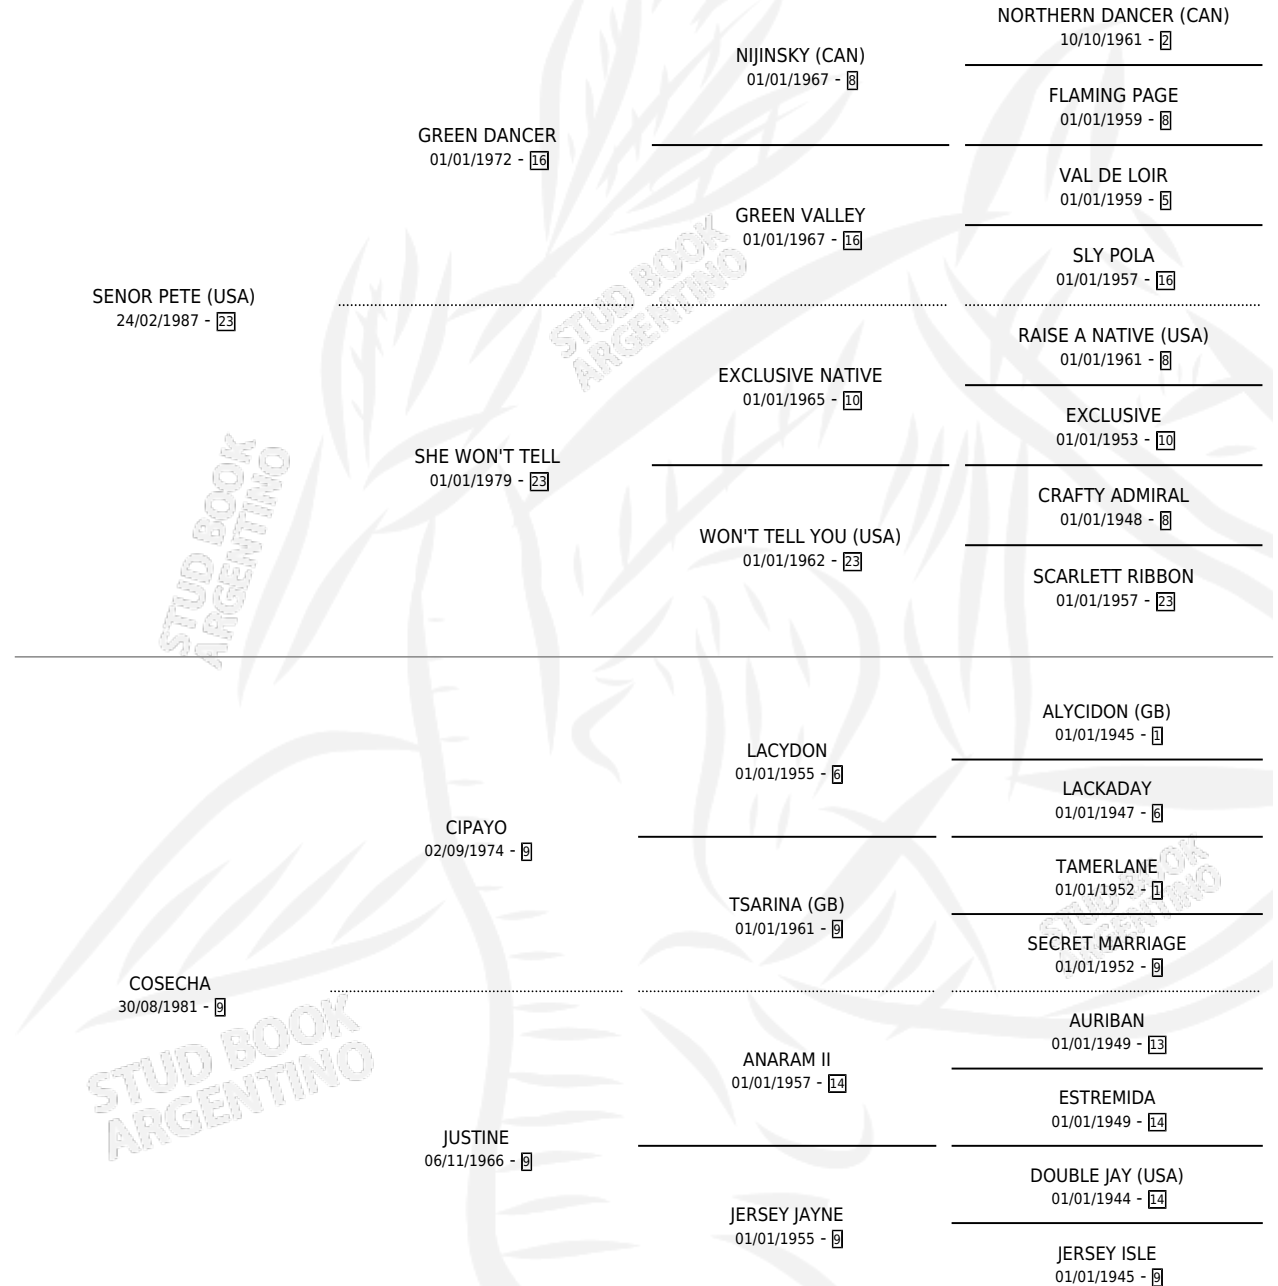 NORTHERN DANCER (CAN)
10/10/1961 - 2
NIJINSKY (CAN)
01/01/1967 - 8
FLAMING PAGE
01/01/1959 - 8
GREEN DANCER
01/01/1972 - 16
VAL DE LOIR
01/01/1959 - 5
GREEN VALLEY
01/01/1967 - 16
SLY POLA
01/01/1957 - 16
SENOR PETE (USA)
24/02/1987 - 23
RAISE A NATIVE (USA)
01/01/1961 - 8
EXCLUSIVE NATIVE
01/01/1965 - 10
EXCLUSIVE
01/01/1953 - 10
SHE WON'T TELL
01/01/1979 - 23
CRAFTY ADMIRAL
01/01/1948 - 8
WON'T TELL YOU (USA)
01/01/1962 - 23
SCARLETT RIBBON
01/01/1957 - 23
ALYCIDON (GB)
01/01/1945 - 1
LACYDON
01/01/1955 - 6
LACKADAY
01/01/1947 - 6
CIPAYO
02/09/1974 - 9
TAMERLANE
01/01/1952 - 1
TSARINA (GB)
01/01/1961 - 9
SECRET MARRIAGE
01/01/1952 - 9
COSECHA
30/08/1981 - 9
AURIBAN
01/01/1949 - 13
ANARAM II
01/01/1957 - 14
ESTREMIDA
01/01/1949 - 14
JUSTINE
06/11/1966 - 9
DOUBLE JAY (USA)
01/01/1944 - 14
JERSEY JAYNE
01/01/1955 - 9
JERSEY ISLE
01/01/1945 - 9
STUD BOOK
ARGENTINO
STUD BOOK
ARGENTINO
STUD BOOK
ARGENTINO
STUD BOOK
ARGENTINO